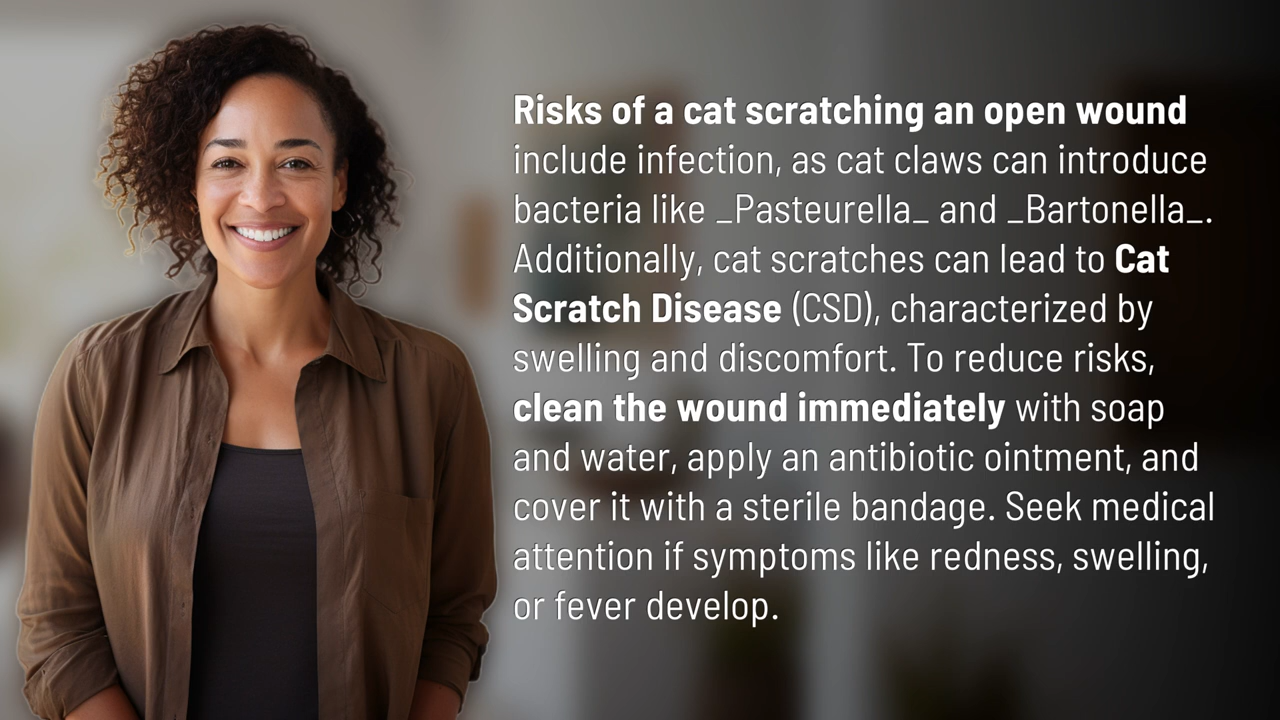 Risks of a cat scratching an open wound
include infection, as cat claws can introduce
bacteria like _Pasteurella_ and _Bartonella_.
Additionally, cat scratches can lead to Cat
Scratch Disease (CSD), characterized by
swelling and discomfort. To reduce risks,
clean the wound immediately with soap
and water, apply an antibiotic ointment, and
cover it with a sterile bandage. Seek medical
attention if symptoms like redness, swelling,
or fever develop.